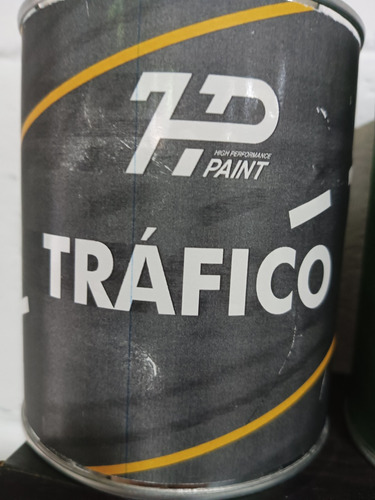 HP
HIGH PERFORMANCE
PAINT
TRÁFICO